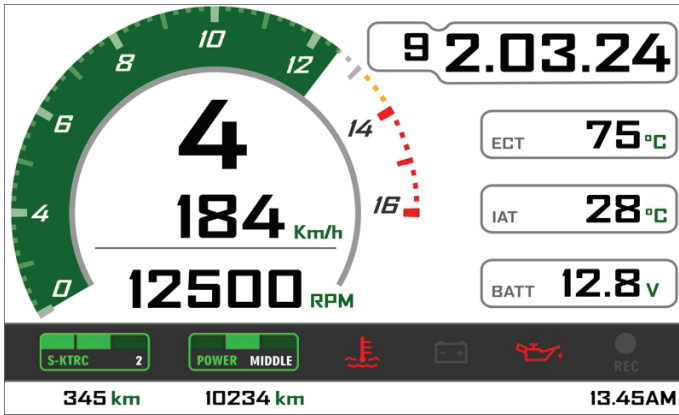 10
8
12
6
14
4
16
0
4
184 Km/h
12500 RPM
9 2.03.24
ECT 75 °C
IAT 28 °C
BATT 12.8 V
S-KTRC 2
POWER MIDDLE
- +
REC
345 km
10234 km
13.45AM